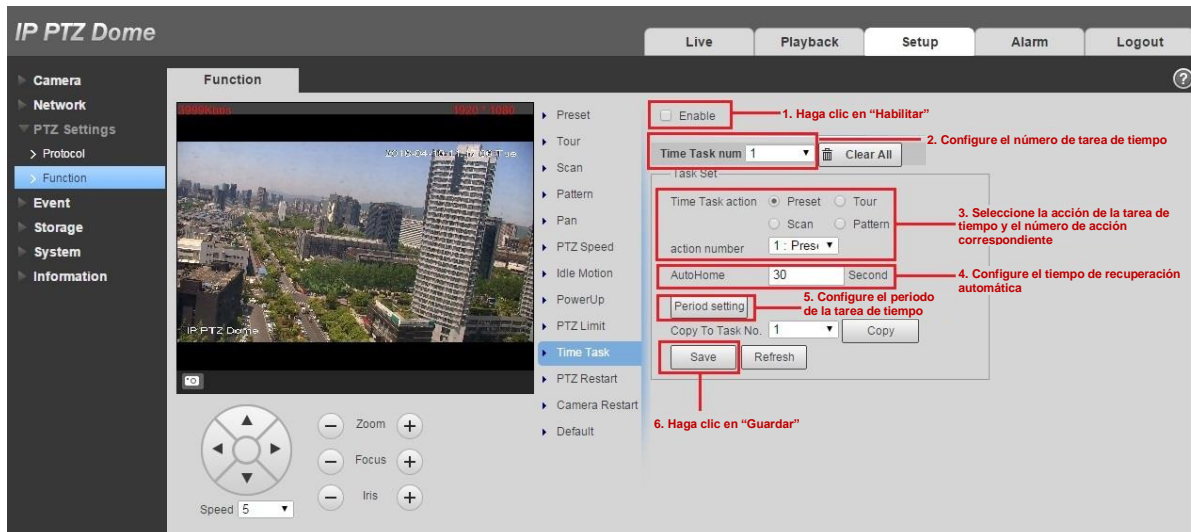 IP PTZ Dome
Live
Playback
Setup
Alarm
Logout
Camera
Network
PTZ Settings
Protocol
Function
Event
Storage
System
Information
Function
1920 * 1080
IP PTZ Dome
Speed 5
Zoom
Focus
Iris
Preset
Tour
Scan
Pattern
Pan
PTZ Speed
Idle Motion
PowerUp
PTZ Limit
Time Task
PTZ Restart
Camera Restart
Default
Enable
1. Haga clic en “Habilitar”
Time Task num 1
Clear All
2. Configure el número de tarea de tiempo
Task Set
Time Task action Preset Tour
Scan Pattern
action number 1 : Prese
3. Seleccione la acción de la tarea de
tiempo y el número de acción
correspondiente
AutoHome 30 Second
4. Configure el tiempo de recuperación
automática
Period setting
5. Configure el periodo
de la tarea de tiempo
Copy To Task No. 1 Copy
Save Refresh
6. Haga clic en “Guardar”